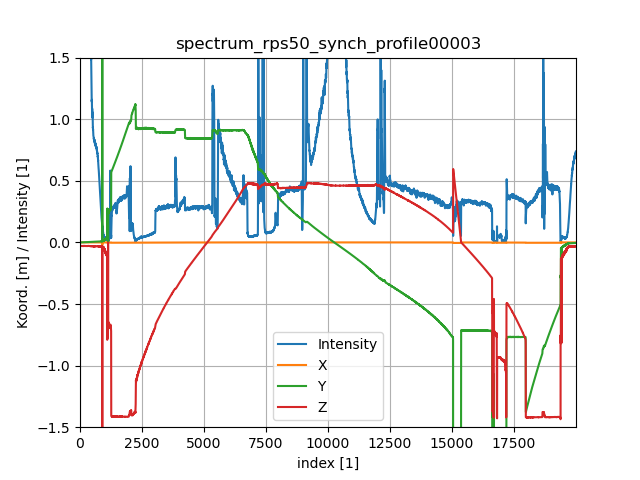 spectrum_rps50_synch_profile00003
Koord. [m] / Intensity [1]
1.5
1.0
0.5
0.0
−0.5
−1.0
−1.5
Intensity
X
Y
Z
0 2500 5000 7500 10000 12500 15000 17500
index [1]